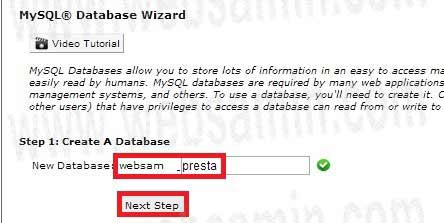 MySQL® Database Wizard
Video Tutorial
MySQL Databases allow you to store lots of information in an easy to access ma
easily read by humans. MySQL databases are required by many web applications
management systems, and others. To use a database, you'll need to create it. O
other users) that have privileges to access a database can read from or write to
Step 1: Create A Database
New Database: websam _presta
Next Step